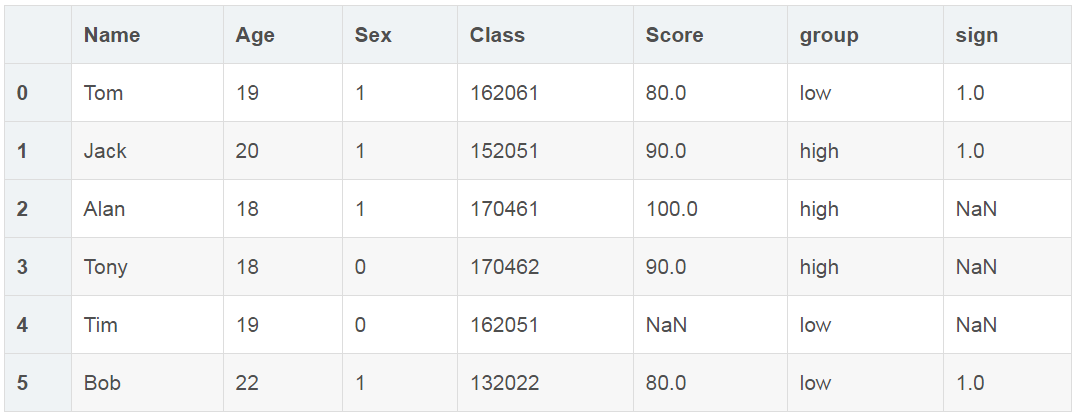 Name Age Sex Class Score group sign
0 Tom 19 1 162061 80.0 low 1.0
1 Jack 20 1 152051 90.0 high 1.0
2 Alan 18 1 170461 100.0 high NaN
3 Tony 18 0 170462 90.0 high NaN
4 Tim 19 0 162051 NaN low NaN
5 Bob 22 1 132022 80.0 low 1.0